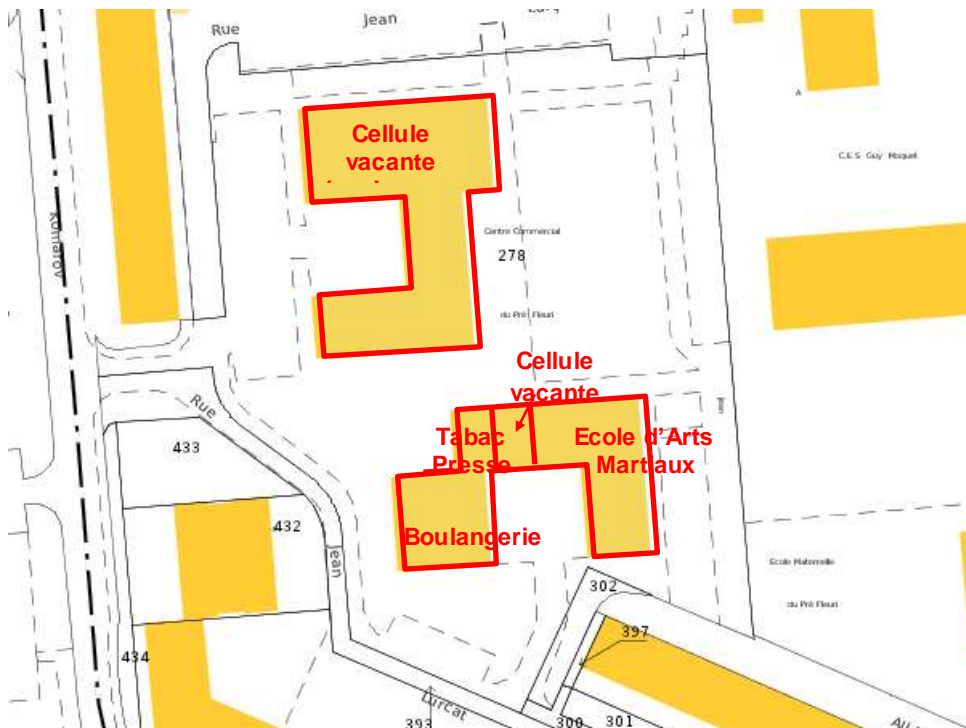 Jean
Rue
A
C.E.S Guy Moquet
Cellule
vacante
Komarov
Centre Commercial
278
du Pré Fleuri
Cellule
vacante
Jean
Rue
433
Tabac
Presse
Ecole d'Arts
Martiaux
432
Boulangerie
Jean
Ecole Maternelle
302
du Pré Fleuri
397
434
Lurcat
393
300
301
Au